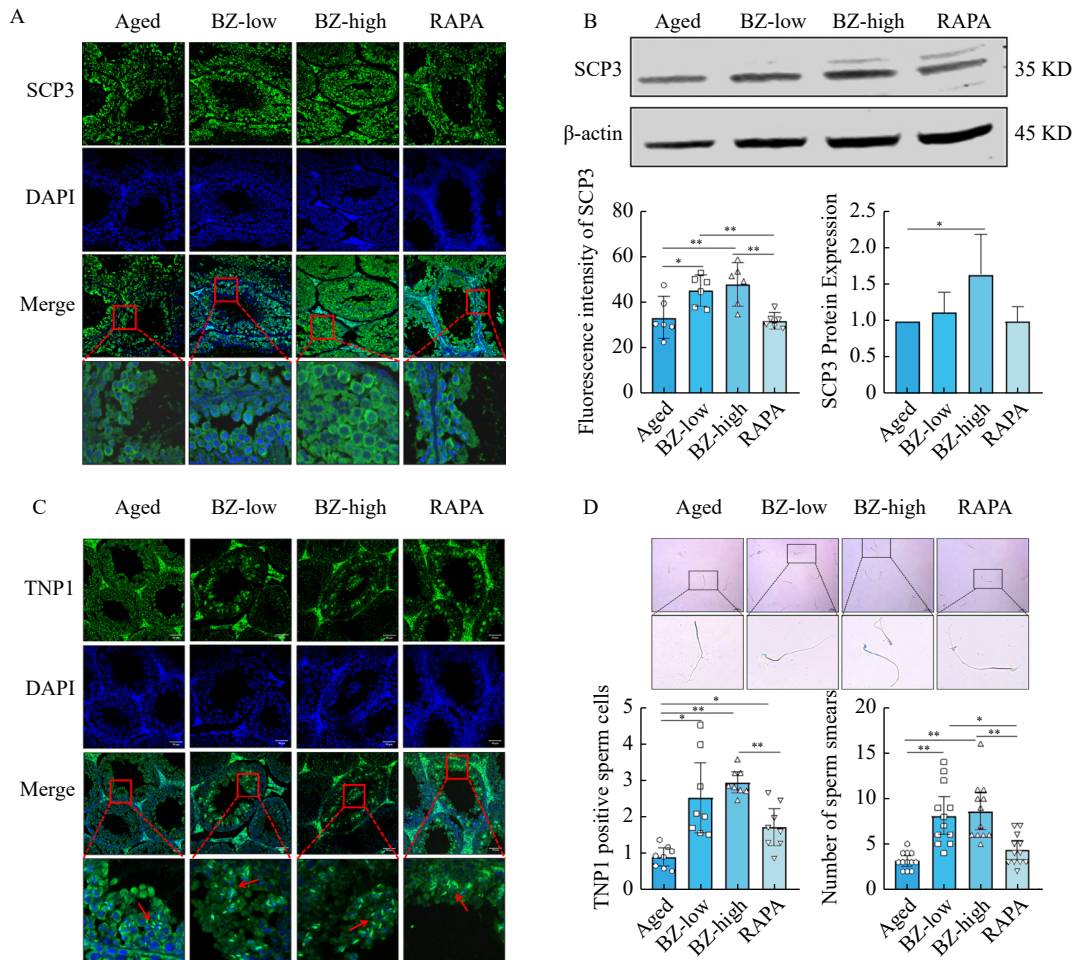 A
Aged BZ-low BZ-high RAPA
SCP3
DAPI
Merge
B
Aged BZ-low BZ-high RAPA
SCP3 35 KD
β-actin 45 KD
Fluorescence intensity of SCP3
80
60
40
20
0
** ** ** *
Aged BZ-low BZ-high RAPA
SCP3 Protein Expression
2.5
2.0
1.5
1.0
0.5
0
*
Aged BZ-low BZ-high RAPA
C
Aged BZ-low BZ-high RAPA
TNP1
DAPI
Merge
D
Aged BZ-low BZ-high RAPA
TNP1 positive sperm cells
5
4
3
2
1
0
* ** * **
Aged BZ-low BZ-high RAPA
Number of sperm smears
20
15
10
5
0
* ** ** **
Aged BZ-low BZ-high RAPA